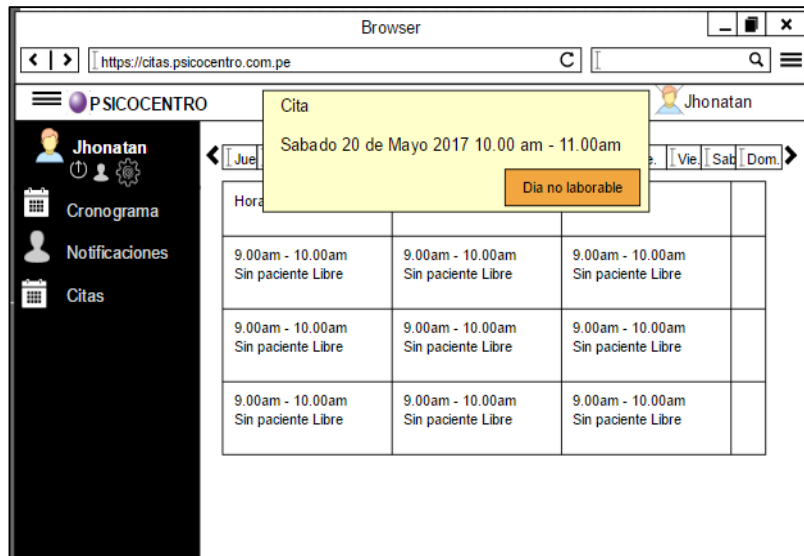 Browser
https://citas.psicocentro.com.pe
PSICOCENTRO
Jhonatan
Cita
Sabado 20 de Mayo 2017 10.00 am - 11.00am
Dia no laborable
Jhonatan
Cronograma
Notificaciones
Citas
Jue
e. Vie. Sab Dom.
Hora
9.00am - 10.00am 9.00am - 10.00am 9.00am - 10.00am
Sin paciente Libre Sin paciente Libre Sin paciente Libre
9.00am - 10.00am 9.00am - 10.00am 9.00am - 10.00am
Sin paciente Libre Sin paciente Libre Sin paciente Libre
9.00am - 10.00am 9.00am - 10.00am 9.00am - 10.00am
Sin paciente Libre Sin paciente Libre Sin paciente Libre